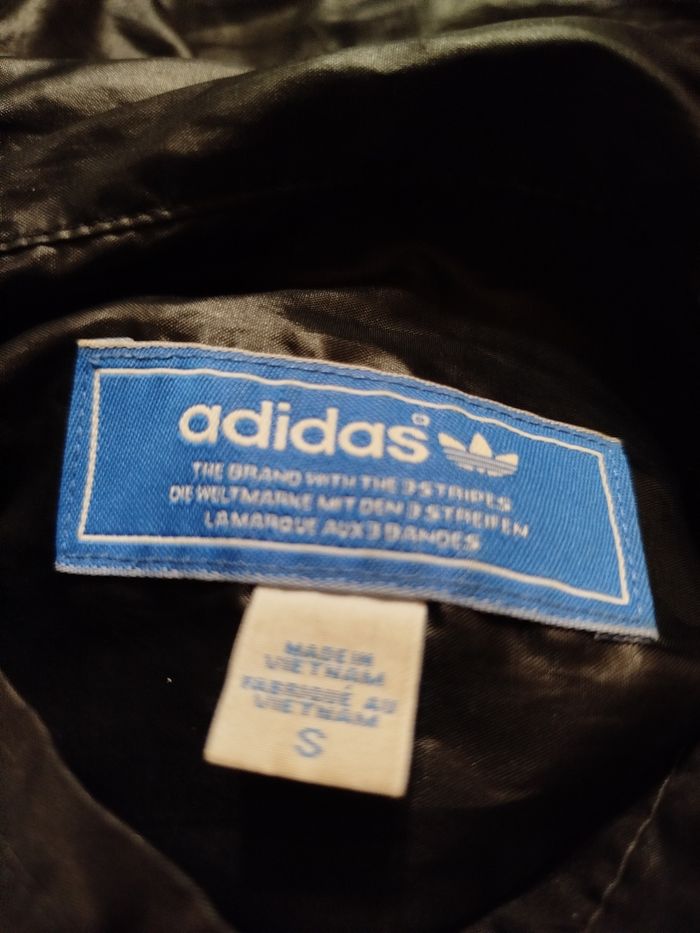 adidas®
THE BRAND WITH THE 3 STRIPES
DIE WELTMARKE MIT DEN 3 STREIFEN
LA MARQUE AUX 3 BANDES
MADE IN
VIETNAM
FABRIQUÉ AU
VIETNAM
S